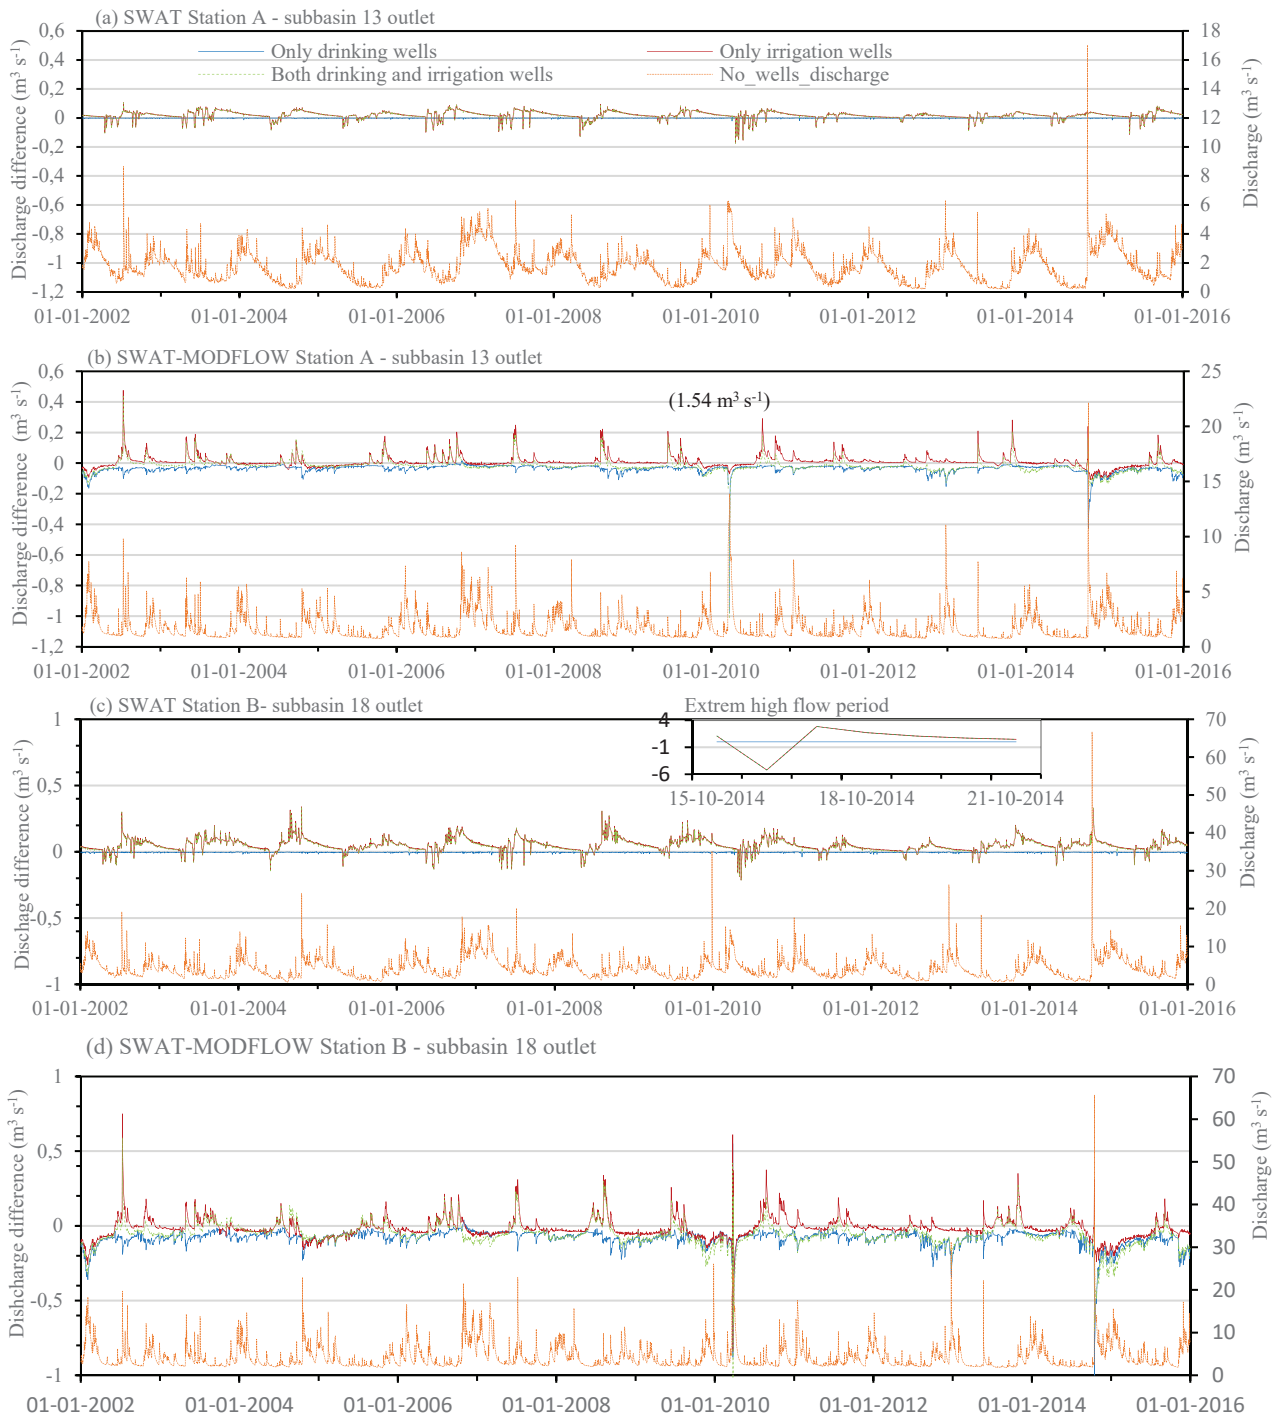 (a) SWAT Station A - subbasin 13 outlet
Only drinking wells
Only irrigation wells
Both drinking and irrigation wells
No_wells_discharge
Discharge difference (m³ s⁻¹)
0,6
0,4
0,2
0
-0,2
-0,4
-0,6
-0,8
-1
-1,2
Discharge (m³ s⁻¹)
18
16
14
12
10
8
6
4
2
0
01-01-2002 01-01-2004 01-01-2006 01-01-2008 01-01-2010 01-01-2012 01-01-2014 01-01-2016
(b) SWAT-MODFLOW Station A - subbasin 13 outlet
(1.54 m³ s⁻¹)
Discharge difference (m³ s⁻¹)
0,6
0,4
0,2
0
-0,2
-0,4
-0,6
-0,8
-1
-1,2
Discharge (m³ s⁻¹)
25
20
15
10
5
0
01-01-2002 01-01-2004 01-01-2006 01-01-2008 01-01-2010 01-01-2012 01-01-2014 01-01-2016
(c) SWAT Station B- subbasin 18 outlet
Extrem high flow period
4
-1
-6
15-10-2014 18-10-2014 21-10-2014
Dischage difference (m³ s⁻¹)
1
0,5
0
-0,5
-1
Discharge (m³ s⁻¹)
70
60
50
40
30
20
10
0
01-01-2002 01-01-2004 01-01-2006 01-01-2008 01-01-2010 01-01-2012 01-01-2014 01-01-2016
(d) SWAT-MODFLOW Station B - subbasin 18 outlet
Dishcharge difference (m³ s⁻¹)
1
0,5
0
-0,5
-1
Discharge (m³ s⁻¹)
70
60
50
40
30
20
10
0
01-01-2002 01-01-2004 01-01-2006 01-01-2008 01-01-2010 01-01-2012 01-01-2014 01-01-2016